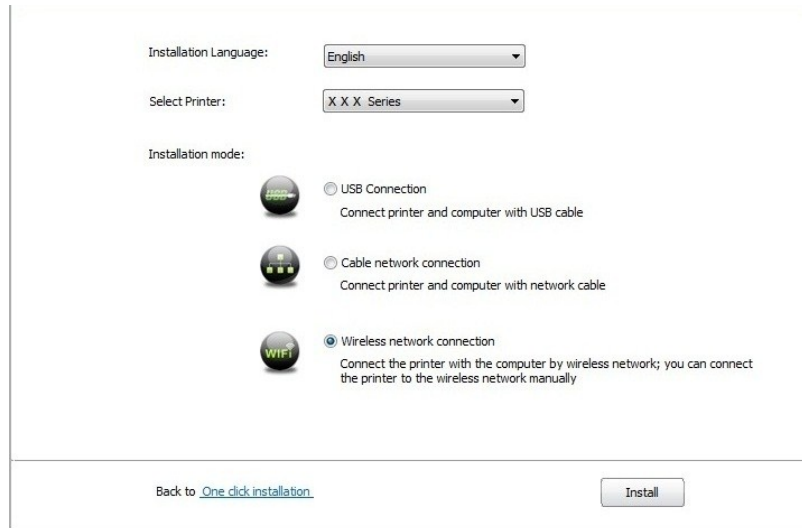 Installation Language:
English
Select Printer:
X X X Series
Installation mode:
USB
USB Connection
Connect printer and computer with USB cable
Cable network connection
Connect printer and computer with network cable
WIFI
Wireless network connection
Connect the printer with the computer by wireless network; you can connect
the printer to the wireless network manually
Back to One click installation
Install